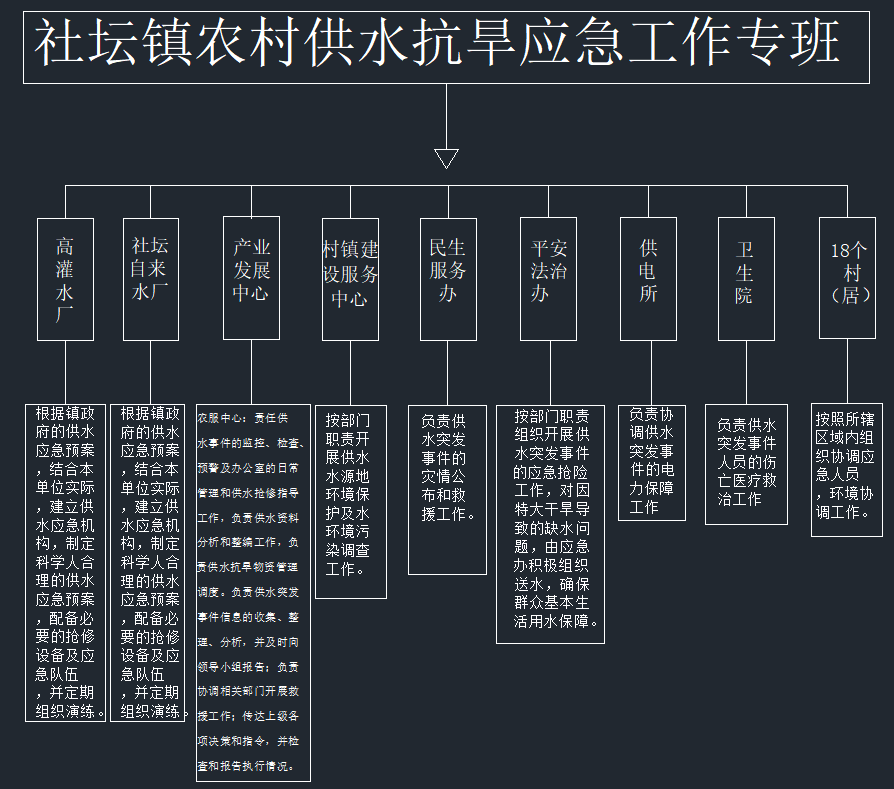 社坛镇农村供水抗旱应急工作专班
高
灌
水
厂
社坛
自来
水厂
产业
发展
中心
村镇建
设服务
中心
民生
服务
办
平安
法治
办
供
电
所
卫
生
院
18个
村
（居）
根据镇政
府的供水
应急预案
，结合本
单位实际
，建立供
水应急机
构，制定
科学人合
理的供水
应急预案
，配备必
要的抢修
设备及应
急队伍
，并定期
组织演练。
根据镇政
府的供水
应急预案
，结合本
单位实际
，建立供
水应急机
构，制定
科学人合
理的供水
应急预案
，配备必
要的抢修
设备及应
急队伍
，并定期
组织演练。
农服中心：责任供
水事件的监控、检查、
预警及办公室的日常
管理和供水抢修指导
工作，负责供水资料
分析和整编工作，负
责供水抗旱物资管理
调度。负责供水突发
事件信息的收集、整
理、分析，并及时向
领导小组报告；负责
协调相关部门开展救
援工作；传达上级各
项决策和指令，并检
查和报告执行情况。
按部门
职责开
展供水
水源地
环境保
护及水
环境污
染调查
工作。
负责供
水突发
事件的
灾情公
布和救
援工作。
按部门职责
组织开展供
水突发事件
的应急抢险
工作，对因
特大干旱导
致的缺水问
题，由应急
办积极组织
送水，确保
群众基本生
活用水保障。
负责协
调供水
突发事
件的电
力保障
工作
负责供水
突发事件
人员的伤
亡医疗救
治工作
按照所辖
区域内组
织协调应
急人员
，环境协
调工作。